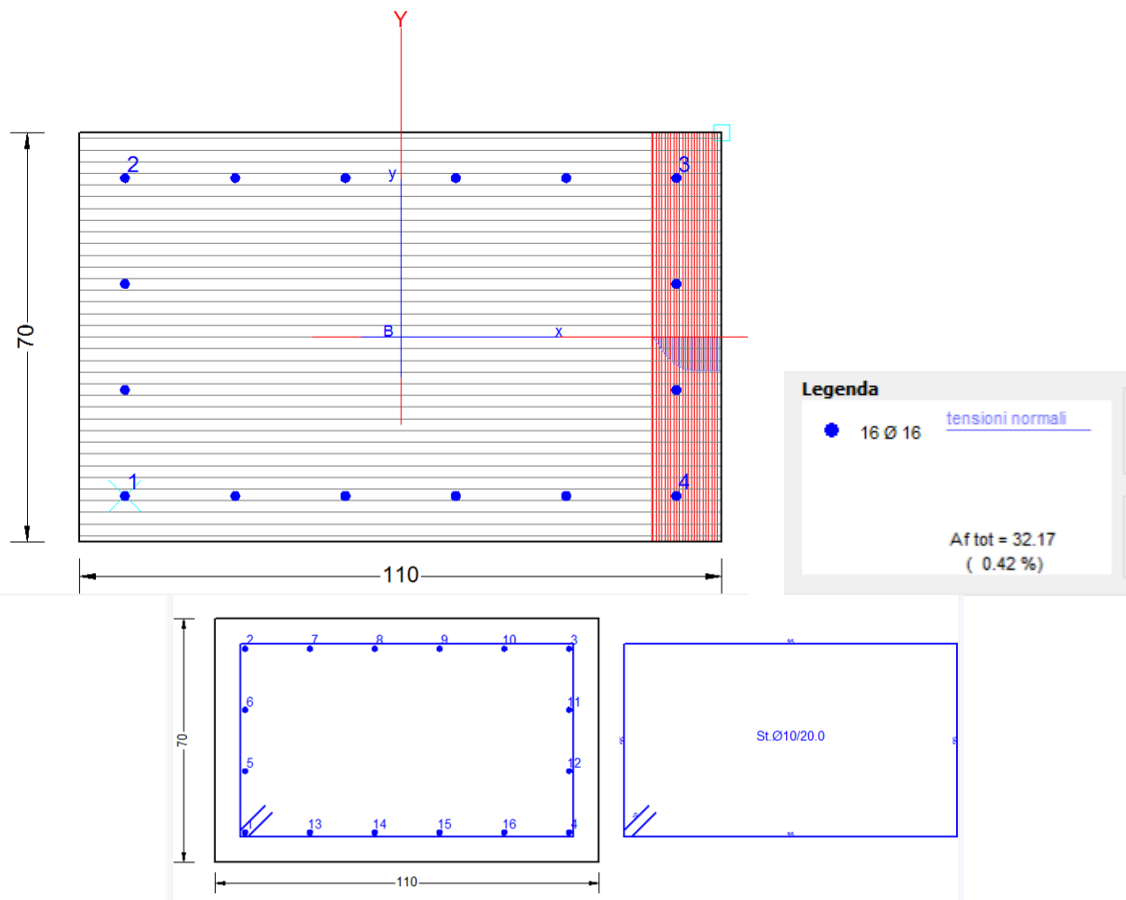 Y
2
3
y
70
B
x
1
4
110
Legenda
16 Ø 16
tensioni normali
Af tot = 32.17
( 0.42 %)
2 7 8 9 10 3
6 11
70
5 12
1 13 14 15 16 4
110
St.Ø10/20.0